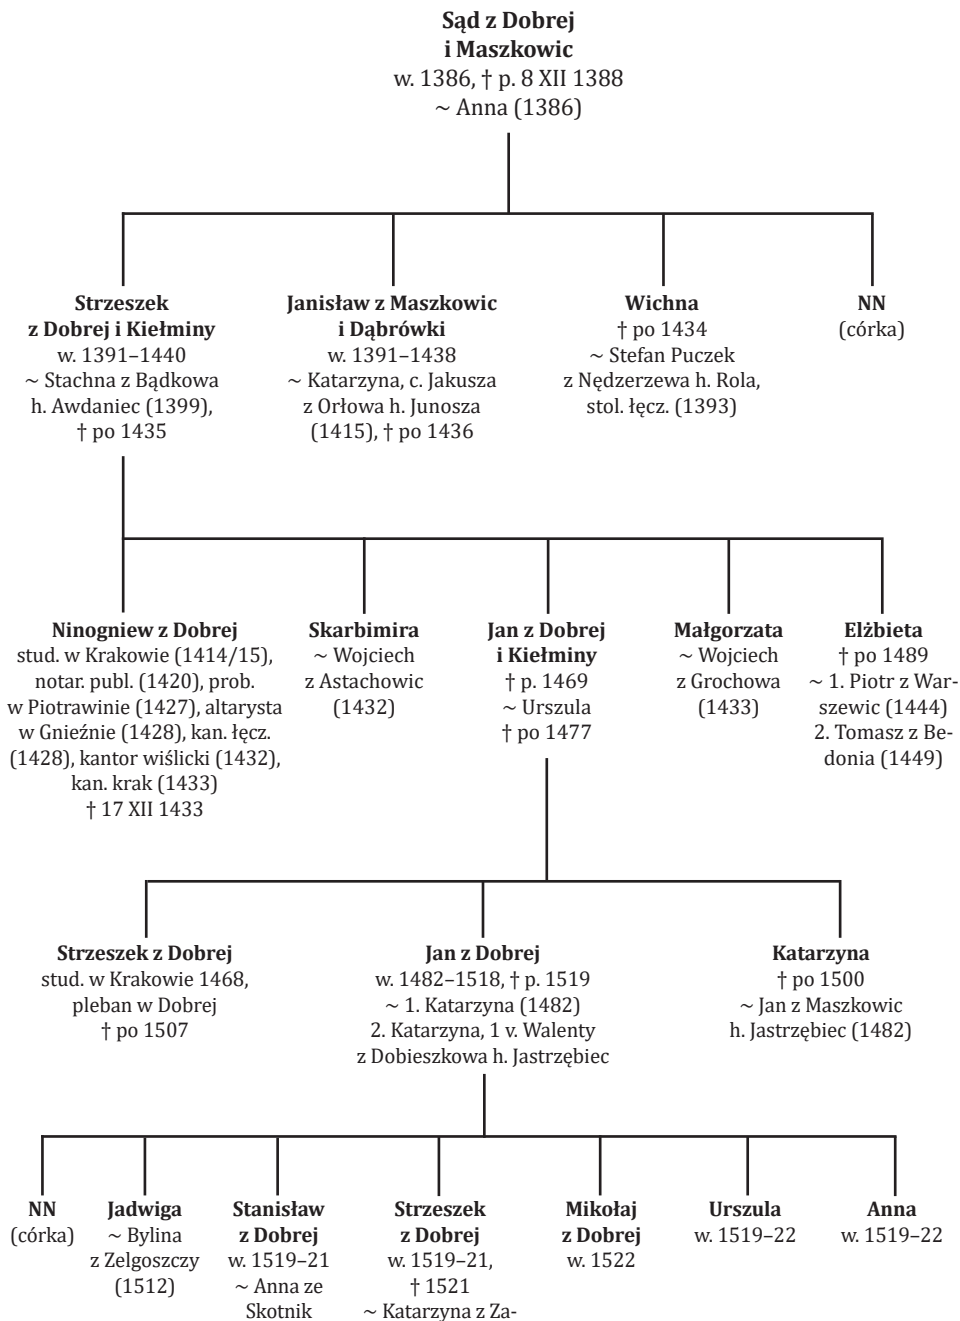 Sąd z Dobrej
i Maszkowic
w. 1386, † p. 8 XII 1388
~ Anna (1386)
Strzeszek
z Dobrej i Kiełminy
w. 1391–1440
~ Stachna z Bądkowa
h. Awdaniec (1399),
† po 1435
Janisław z Maszkowic
i Dąbrówki
w. 1391–1438
~ Katarzyna, c. Jakusza
z Orłowa h. Junosza
(1415), † po 1436
Wichna
† po 1434
~ Stefan Puczek
z Nędzerzewa h. Rola,
stol. łęcz. (1393)
NN
(córka)
Ninogniew z Dobrej
stud. w Krakowie (1414/15),
notar. publ. (1420), prob.
w Piotrawinie (1427), altarysta
w Gnieźnie (1428), kan. łęcz.
(1428), kantor wiślicki (1432),
kan. krak (1433)
† 17 XII 1433
Skarbimira
~ Wojciech
z Astachowic
(1432)
Jan z Dobrej
i Kiełminy
† p. 1469
~ Urszula
† po 1477
Małgorzata
~ Wojciech
z Grochowa
(1433)
Elżbieta
† po 1489
~ 1. Piotr z War-
szewic (1444)
2. Tomasz z Be-
donia (1449)
Strzeszek z Dobrej
stud. w Krakowie 1468,
pleban w Dobrej
† po 1507
Jan z Dobrej
w. 1482–1518, † p. 1519
~ 1. Katarzyna (1482)
2. Katarzyna, 1 v. Walenty
z Dobieszkowa h. Jastrzębiec
Katarzyna
† po 1500
~ Jan z Maszkowic
h. Jastrzębiec (1482)
NN
(córka)
Jadwiga
~ Bylina
z Zelgoszczy
(1512)
Stanisław
z Dobrej
w. 1519–21
~ Anna ze
Skotnik
Strzeszek
z Dobrej
w. 1519–21,
† 1521
~ Katarzyna z Za-
Mikołaj
z Dobrej
w. 1522
Urszula
w. 1519–22
Anna
w. 1519–22